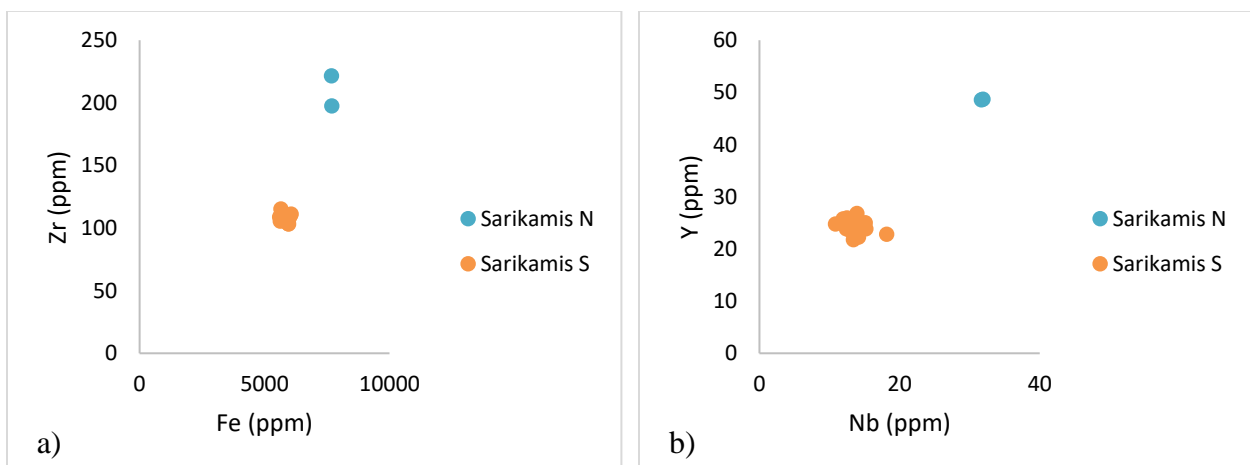 250
200
150
100
50
0
Zr (ppm)
0 5000 10000
Fe (ppm)
Sarikamis N
Sarikamis S
a)
60
50
40
30
20
10
0
Y (ppm)
0 20 40
Nb (ppm)
Sarikamis N
Sarikamis S
b)